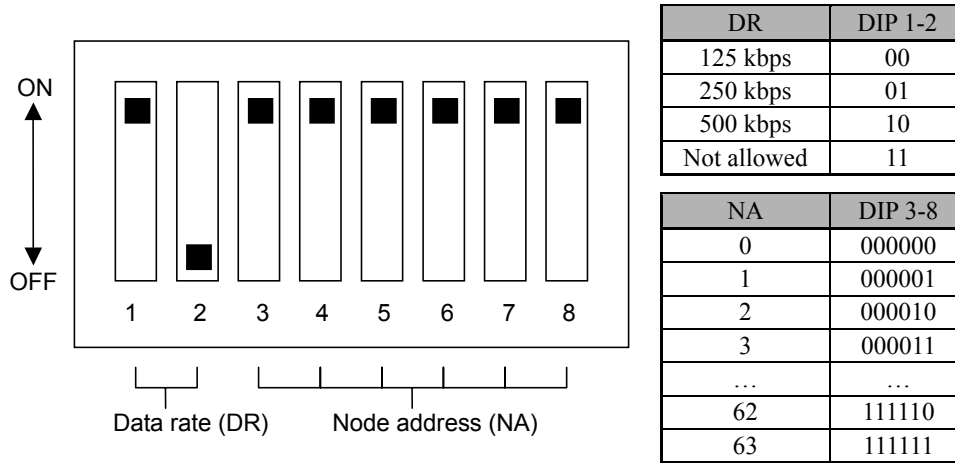 ON
OFF
1 2 3 4 5 6 7 8
Data rate (DR) Node address (NA)
DR DIP 1-2
125 kbps 00
250 kbps 01
500 kbps 10
Not allowed 11
NA DIP 3-8
0 000000
1 000001
2 000010
3 000011
… …
62 111110
63 111111